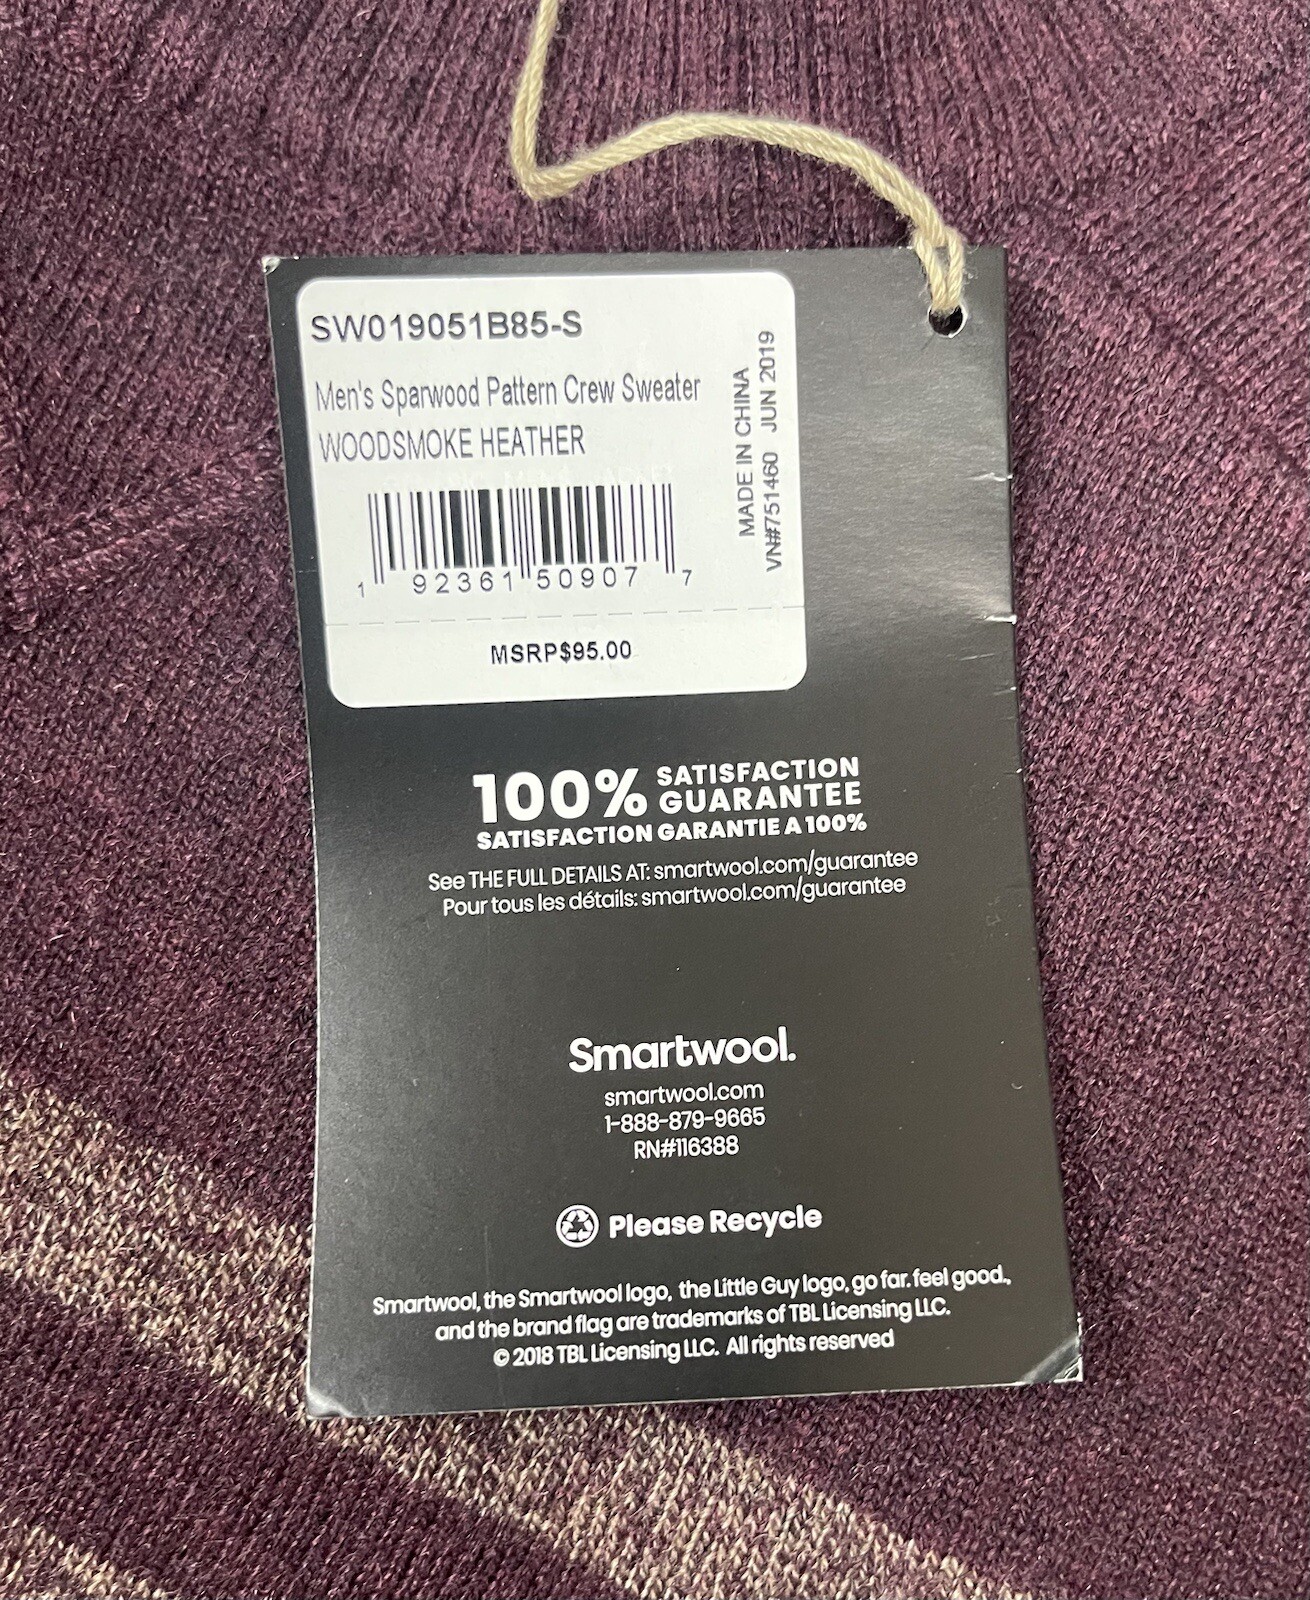 SW019051B85-S
Men's Sparwood Pattern Crew Sweater
WOODSMOKE HEATHER
1 92361 50907 7
MSRP$95.00
MADE IN CHINA
VN#751460 JUN 2019
100% SATISFACTION
GUARANTEE
SATISFACTION GARANTIE A 100%
See THE FULL DETAILS AT: smartwool.com/guarantee
Pour tous les détails: smartwool.com/guarantee
Smartwool.
smartwool.com
1-888-879-9665
RN#116388
Please Recycle
Smartwool, the Smartwool logo, the Little Guy logo, go far. feel good.,
and the brand flag are trademarks of TBL Licensing LLC.
© 2018 TBL Licensing LLC. All rights reserved